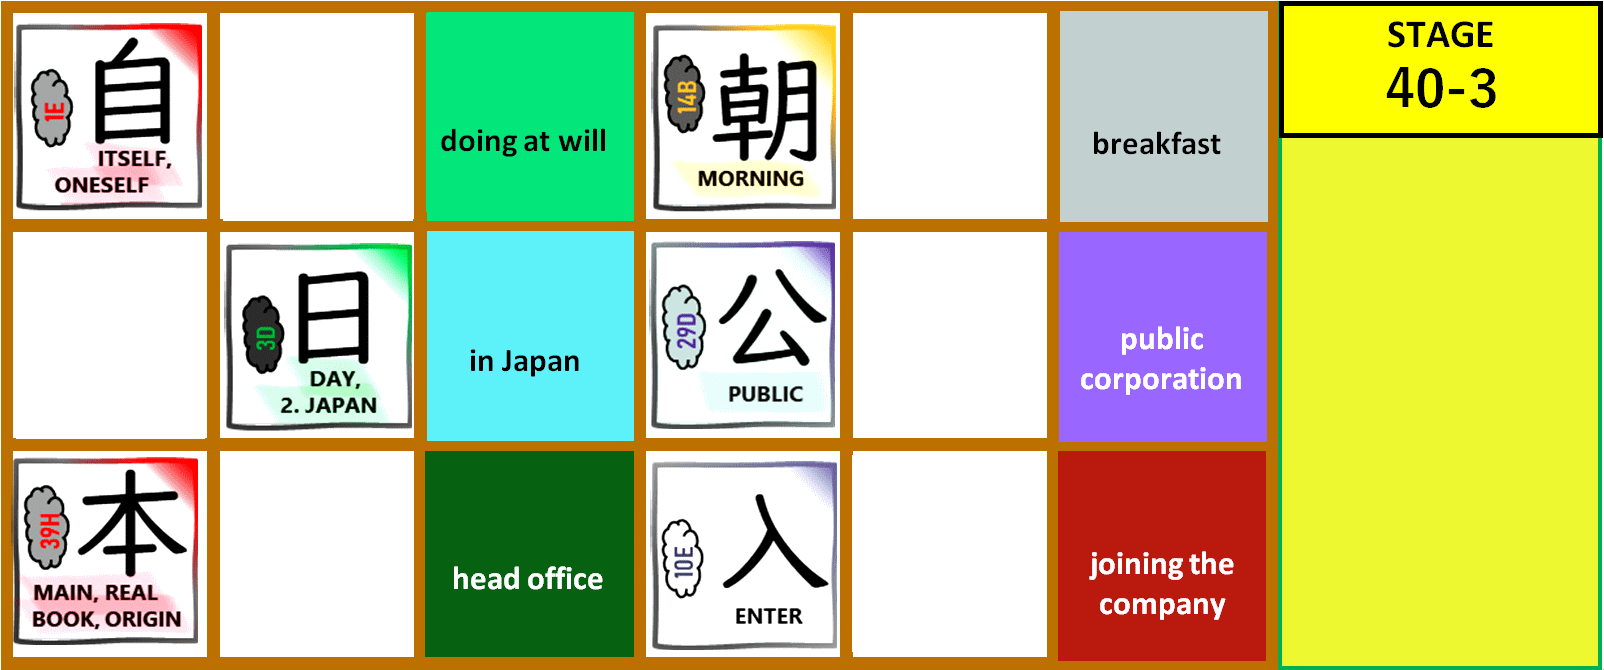 自
1E
ITSELF,
ONESELF
doing at will
朝
14B
MORNING
breakfast
STAGE
40-3
日
3D
DAY,
2. JAPAN
in Japan
公
29D
PUBLIC
public
corporation
本
39H
MAIN, REAL
BOOK, ORIGIN
head office
入
10E
ENTER
joining the
company